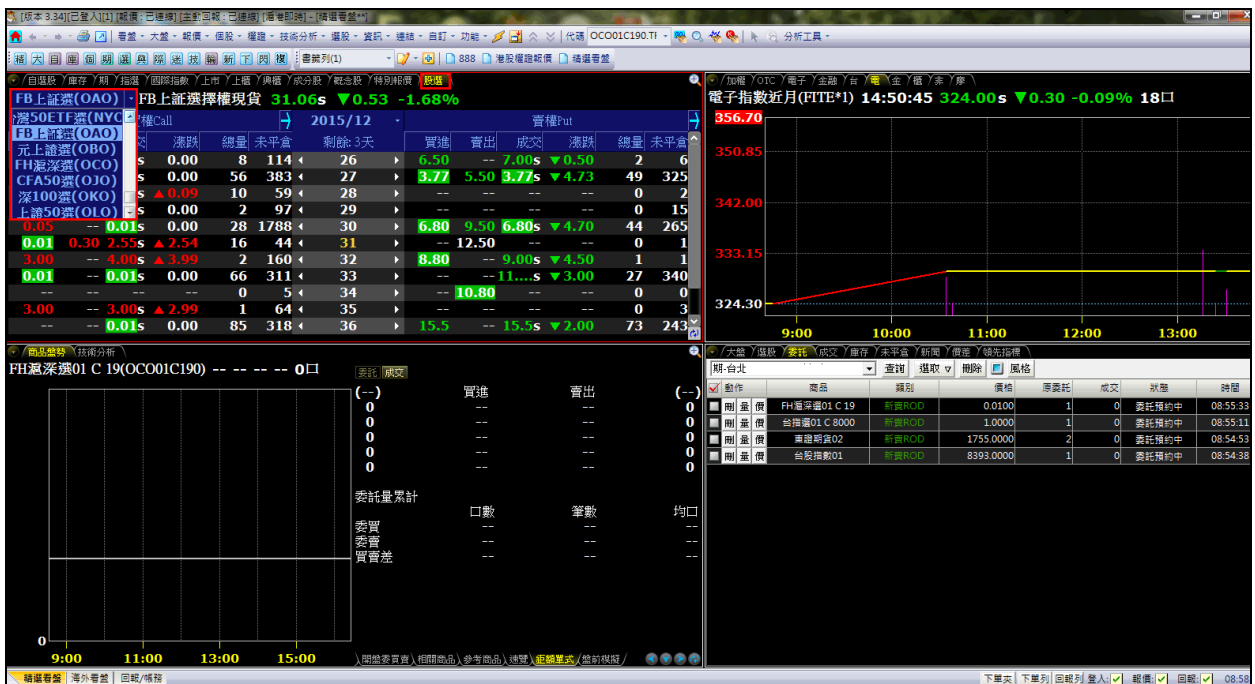 [版本 3.34][已登入][1] [報價 : 已連線] [主動回報 : 已連線] [滬港即時] - [精選看盤**]
看盤 大盤 報價 個股 權證 技術分析 選股 資訊 連結 自訂 功能 代碼 OCO01C190.TF 分析工具
精 大 自 庫 個 期 選 興 際 迷 技 新 下 閃 複 書籤列(1) 888 港股權證報價 精選看盤
自選股 庫存 期 指選 國際指數 上市 上櫃 興櫃 成分股 概念股 特別報價 股選
FB上証選(OAO) FB上証選擇權現貨 31.06s ▼0.53 -1.68%
灣50ETF選(NYC
FB上証選(OAO)
元上證選(OBO)
FH滬深選(OCO)
CFA50選(OJO)
深100選(OKO)
上證50選(OLO)
權Call 2015/12 賣權Put
漲跌 總量 未平倉 剩餘: 3天 買進 賣出 成交 漲跌 總量 未平倉
s 0.00 8 114 26 6.50 -- 7.00s ▼0.50 2 6
s 0.00 56 383 27 3.77 5.50 3.77s ▼4.73 49 325
s ▲0.09 10 59 28 -- -- -- -- 0 2
s 0.00 2 97 29 -- -- -- -- 0 15
0.05 -- 0.01s 0.00 28 1788 30 6.80 9.50 6.80s ▼4.70 44 265
0.01 0.30 2.55s ▲2.54 16 44 31 -- 12.50 -- -- 0 1
3.00 -- 4.00s ▲3.99 2 160 32 8.80 -- 9.00s ▼4.50 1 1
0.01 -- 0.01s 0.00 66 311 33 -- -- 11....s ▼3.00 27 340
-- -- -- -- 0 5 34 -- 10.80 -- -- 0 0
3.00 -- 3.00s ▲2.99 1 64 35 -- -- -- -- 0 3
-- -- 0.01s 0.00 85 318 36 15.5 -- 15.5s ▼2.00 73 243
加權 OTC 電子 金融 台 電 金 櫃 非 摩
電子指數近月(FITE*1) 14:50:45 324.00s ▼0.30 -0.09% 18口
356.70
350.85
342.00
333.15
324.30
9:00 10:00 11:00 12:00 13:00
商品盤勢 技術分析
FH滬深選01 C 19(OCO01C190) -- -- -- -- 0口
0
9:00 11:00 13:00 15:00
委託 成交
(--) 買進 賣出 (--)
0 -- -- 0
0 -- -- 0
0 -- -- 0
0 -- -- 0
0 -- -- 0
委託量累計
口數 筆數 均口
委買 -- -- --
委賣 -- -- --
買賣差 -- -- --
開盤委買賣 相關商品 參考商品 速覽 鉅額單式 盤前模擬
大盤 選股 委託 成交 庫存 未平倉 新聞 價差 領先指標
期-台北 查詢 選取 ▽ 刪除 風格
動作 商品 類別 價格 原委託 成交 狀態 時間
刪 量 價 FH滬深選01 C 19 新賣ROD 0.0100 1 0 委託預約中 08:55:33
刪 量 價 台指選01 C 8000 新賣ROD 1.0000 1 0 委託預約中 08:55:11
刪 量 價 東證期貨02 新賣ROD 1755.0000 2 0 委託預約中 08:54:53
刪 量 價 台股指數01 新賣ROD 8393.0000 1 0 委託預約中 08:54:38
精選看盤 海外看盤 回報/帳務 下單夾 下單列 回報列 登入: 報價: 回報: 08:58